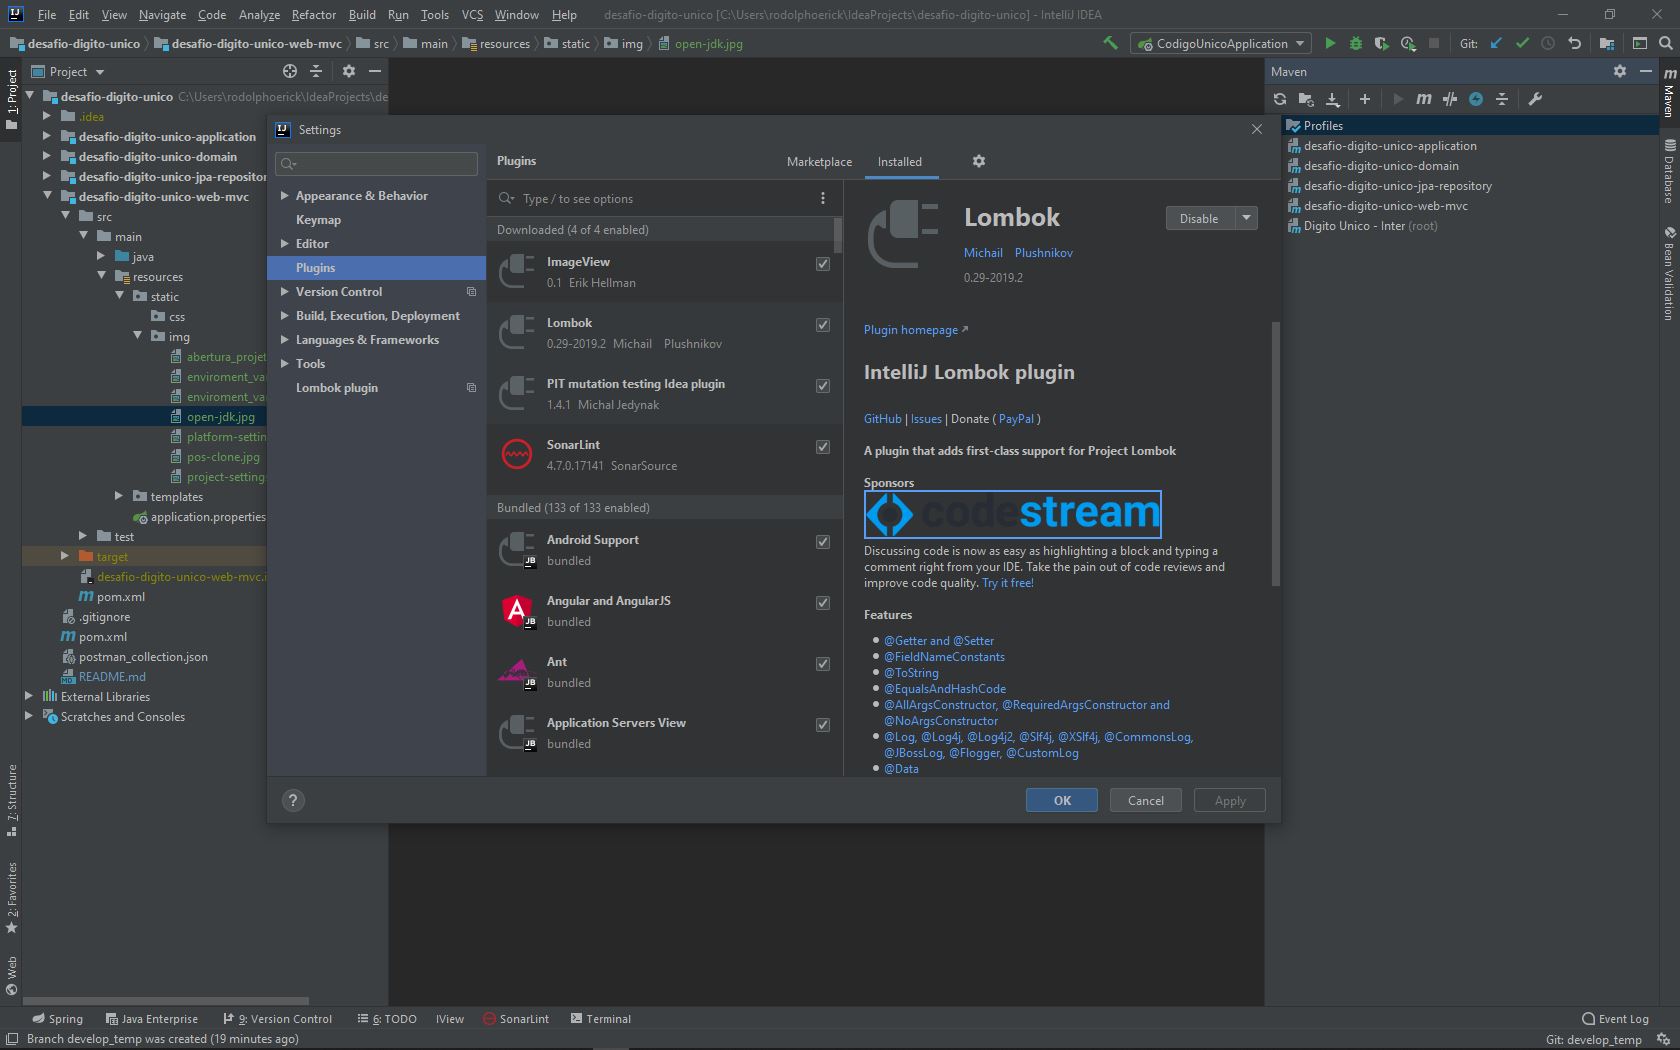 File Edit View Navigate Code Analyze Refactor Build Run Tools VCS Window Help desafio-digito-unico [C:\Users\rodolphoerick\IdeaProjects\desafio-digito-unico] - IntelliJ IDEA
desafio-digito-unico desafio-digito-unico-web-mvc src main resources static img open-jdk.jpg CodigoUnicoApplication Git:
1: Project
7: Structure
2: Favorites
Web
Project
desafio-digito-unico C:\Users\rodolphoerick\IdeaProjects\de
.idea
desafio-digito-unico-application
desafio-digito-unico-domain
desafio-digito-unico-jpa-repositor
desafio-digito-unico-web-mvc
src
main
java
resources
static
css
img
abertura_projet
enviroment_va
enviroment_va
open-jdk.jpg
platform-settin
pos-clone.jpg
project-setting
templates
application.properties
test
target
desafio-digito-unico-web-mvc.i
pom.xml
.gitignore
pom.xml
postman_collection.json
README.md
External Libraries
Scratches and Consoles
Settings
Appearance & Behavior
Keymap
Editor
Plugins
Version Control
Build, Execution, Deployment
Languages & Frameworks
Tools
Lombok plugin
Plugins Marketplace Installed
Type / to see options
Downloaded (4 of 4 enabled)
ImageView
0.1 Erik Hellman
Lombok
0.29-2019.2 Michail Plushnikov
PIT mutation testing Idea plugin
1.4.1 Michal Jedynak
SonarLint
4.7.0.17141 SonarSource
Bundled (133 of 133 enabled)
Android Support
bundled
Angular and AngularJS
bundled
Ant
bundled
Application Servers View
bundled
Lombok
Disable
Michail Plushnikov
0.29-2019.2
Plugin homepage
IntelliJ Lombok plugin
GitHub | Issues | Donate ( PayPal )
A plugin that adds first-class support for Project Lombok
Sponsors
codestream
Discussing code is now as easy as highlighting a block and typing a
comment right from your IDE. Take the pain out of code reviews and
improve code quality. Try it free!
Features
@Getter and @Setter
@FieldNameConstants
@ToString
@EqualsAndHashCode
@AllArgsConstructor, @RequiredArgsConstructor and
@NoArgsConstructor
@Log, @Log4j, @Log4j2, @Slf4j, @XSlf4j, @CommonsLog,
@JBossLog, @Flogger, @CustomLog
@Data
? OK Cancel Apply
Maven
Profiles
desafio-digito-unico-application
desafio-digito-unico-domain
desafio-digito-unico-jpa-repository
desafio-digito-unico-web-mvc
Digito Unico - Inter (root)
Maven
Database
Bean Validation
Spring Java Enterprise 9: Version Control 6: TODO IView SonarLint Terminal Event Log
Branch develop_temp was created (19 minutes ago) Git: develop_temp